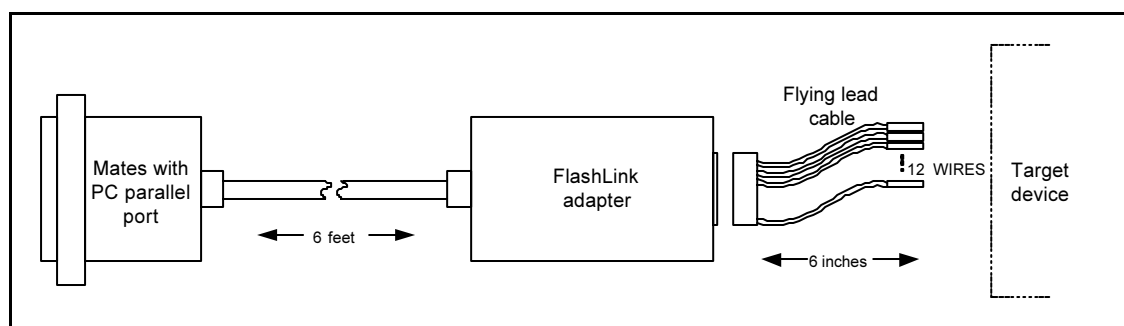 Mates with
PC parallel
port
6 feet
FlashLink
adapter
Flying lead
cable
12 WIRES
6 inches
Target
device